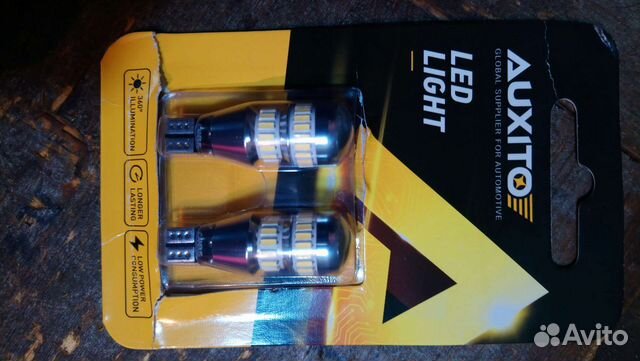 AUXITO
GLOBAL SUPPLIER FOR AUTOMOTIVE
LED
LIGHT
360°
ILLUMINATION
LONGER
LASTING
LOW POWER
CONSUMPTION
Avito